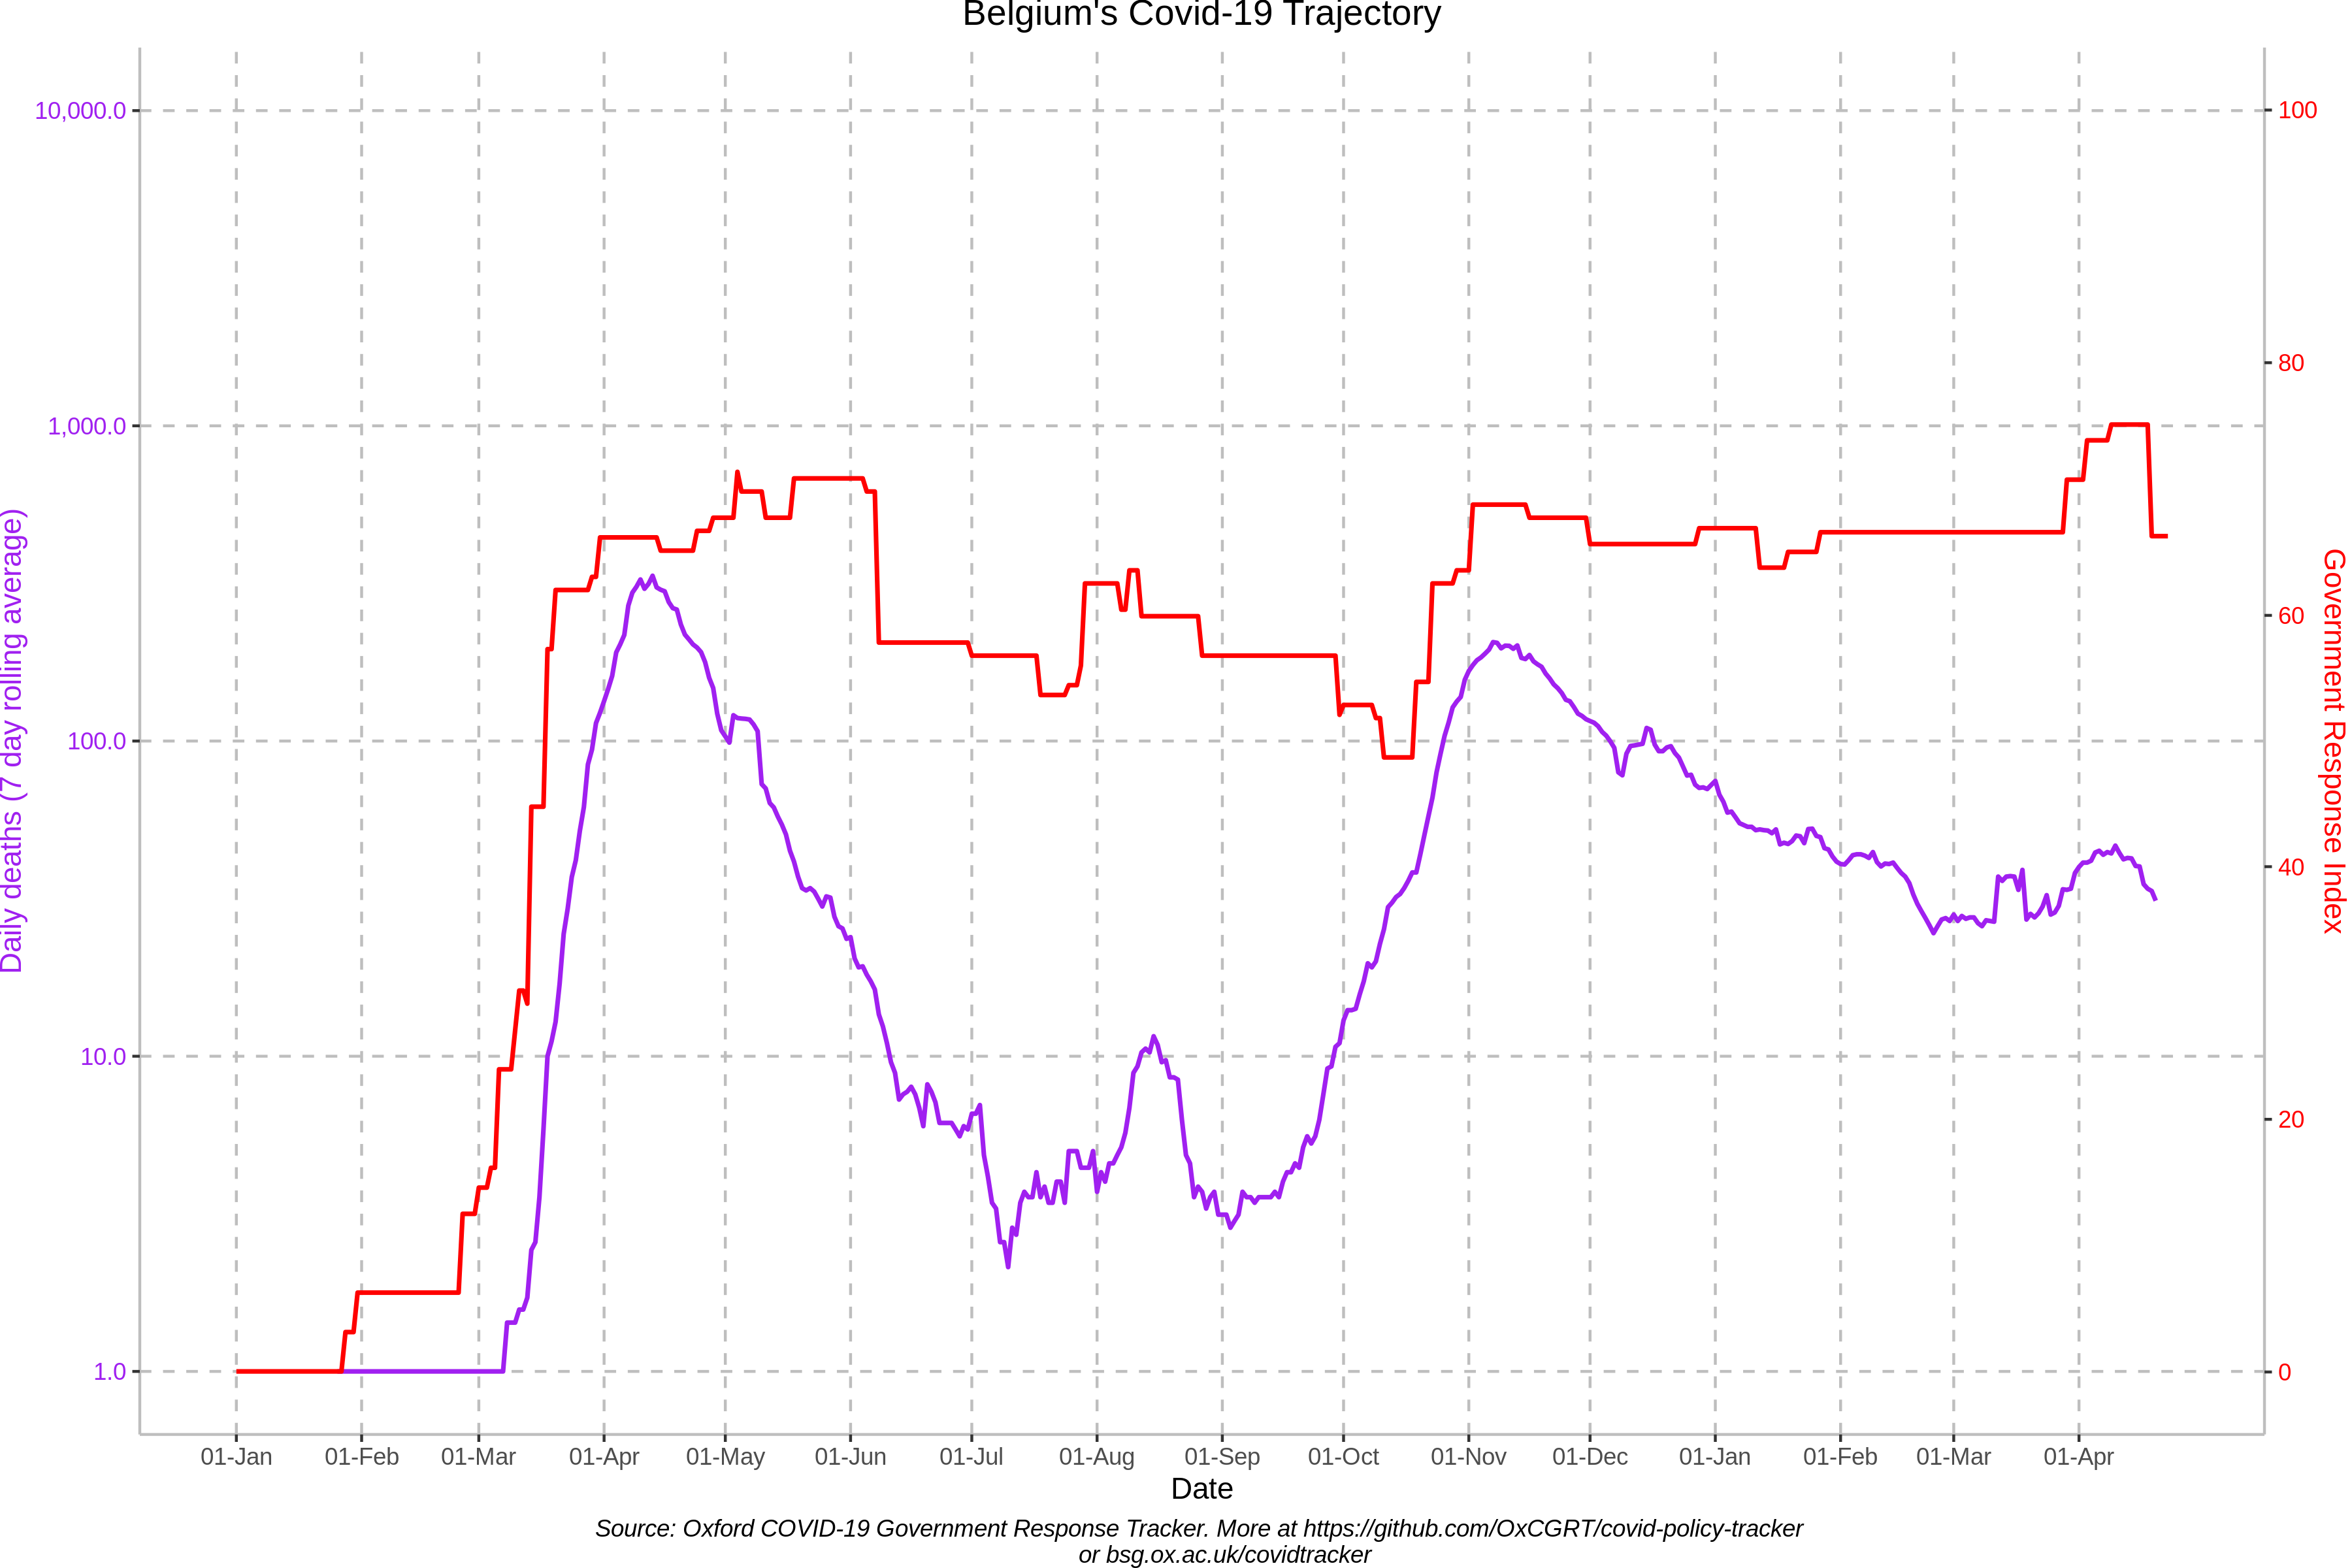 Belgium's Covid-19 Trajectory
10,000.0
1,000.0
100.0
10.0
1.0
Daily deaths (7 day rolling average)
100
80
60
40
20
0
Government Response Index
01-Jan 01-Feb 01-Mar 01-Apr 01-May 01-Jun 01-Jul 01-Aug 01-Sep 01-Oct 01-Nov 01-Dec 01-Jan 01-Feb 01-Mar 01-Apr
Date
Source: Oxford COVID-19 Government Response Tracker. More at https://github.com/OxCGRT/covid-policy-tracker
or bsg.ox.ac.uk/covidtracker